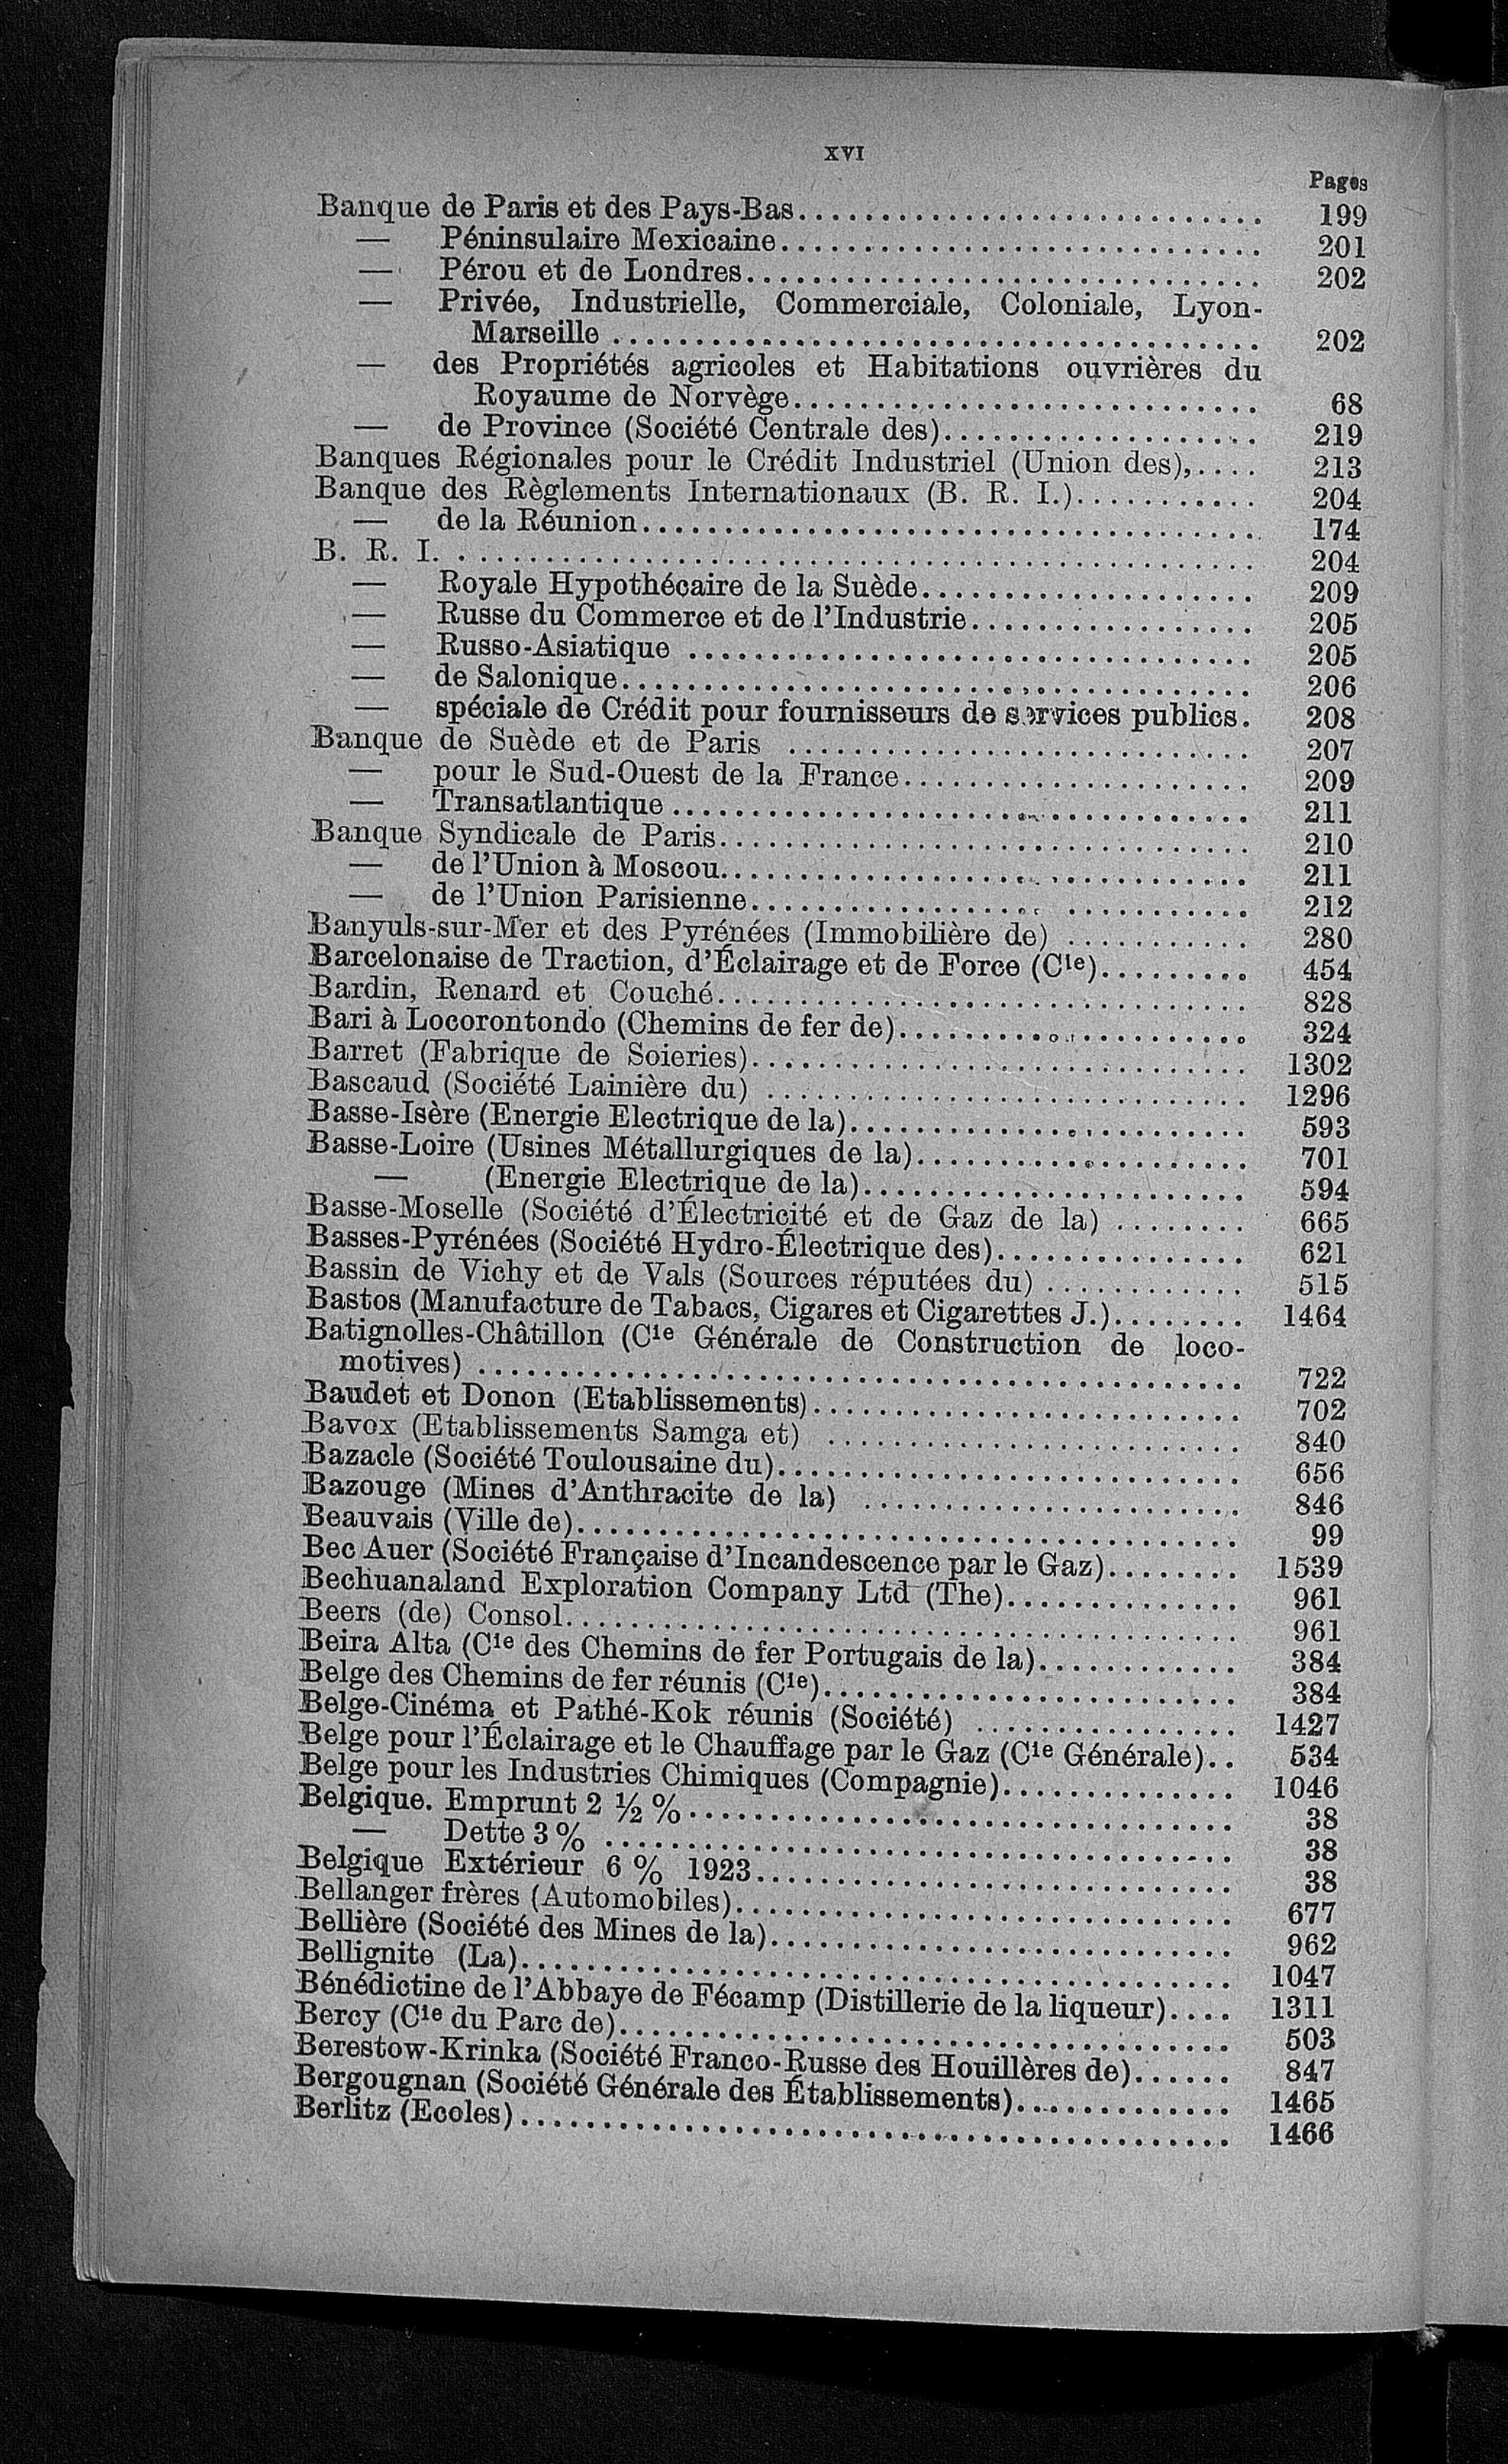 XVI
Pages
Banque de Paris et des Pays-Bas............................ 199
— Péninsulaire Mexicaine............................ 201
— Pérou et de Londres............................ 202
— Privée, Industrielle, Commerciale, Coloniale, Lyon-
Marseille ............................ 202
— des Propriétés agricoles et Habitations ouvrières du
Royaume de Norvège............................ 68
— de Province (Société Centrale des)................... 219
Banques Régionales pour le Crédit Industriel (Union des),.... 213
Banque des Règlements Internationaux (B. R. I.)........... 204
— de la Réunion............................ 174
B. R. I. ............................ 204
— Royale Hypothécaire de la Suède.................... 209
— Russe du Commerce et de l'Industrie................. 205
— Russo-Asiatique ............................ 205
— de Salonique............................ 206
— spéciale de Crédit pour fournisseurs de services publics. 208
Banque de Suède et de Paris ............................ 207
— pour le Sud-Ouest de la France..................... 209
— Transatlantique ............................ 211
Banque Syndicale de Paris............................ 210
— de l'Union à Moscou............................ 211
— de l'Union Parisienne............................ 212
Banyuls-sur-Mer et des Pyrénées (Immobilière de) ........... 280
Barcelonaise de Traction, d'Éclairage et de Force (Cie)......... 454
Bardin, Renard et Couché............................ 828
Bari à Locorontondo (Chemins de fer de)..................... 324
Barret (Fabrique de Soieries)............................ 1302
Bascaud (Société Lainière du) ............................ 1296
Basse-Isère (Energie Electrique de la)........................ 593
Basse-Loire (Usines Métallurgiques de la).................... 701
— (Energie Electrique de la)....................... 594
Basse-Moselle (Société d'Électricité et de Gaz de la) ........ 665
Basses-Pyrénées (Société Hydro-Électrique des)............... 621
Bassin de Vichy et de Vals (Sources réputées du) ............ 515
Bastos (Manufacture de Tabacs, Cigares et Cigarettes J.)........ 1464
Batignolles-Châtillon (Cie Générale de Construction de loco-
motives) ............................ 722
Baudet et Donon (Etablissements).......................... 702
Bavox (Etablissements Samga et) ......................... 840
Bazacle (Société Toulousaine du)............................ 656
Bazouge (Mines d'Anthracite de la) ....................... 846
Beauvais (Ville de)............................ 99
Bec Auer (Société Française d'Incandescence par le Gaz)........ 1539
Bechuanaland Exploration Company Ltd (The).............. 961
Beers (de) Consol............................ 961
Beira Alta (Cie des Chemins de fer Portugais de la)............ 384
Belge des Chemins de fer réunis (Cie)......................... 384
Belge-Cinéma et Pathé-Kok réunis (Société) ................ 1427
Belge pour l'Éclairage et le Chauffage par le Gaz (Cie Générale).. 534
Belge pour les Industries Chimiques (Compagnie).............. 1046
Belgique. Emprunt 2 ½ %............................ 38
— Dette 3 % ............................ 38
Belgique Extérieur 6 % 1923............................ 38
Bellanger frères (Automobiles)............................ 677
Bellière (Société des Mines de la)............................ 962
Bellignite (La)............................ 1047
Bénédictine de l'Abbaye de Fécamp (Distillerie de la liqueur).... 1311
Bercy (Cie du Parc de)............................ 503
Berestow-Krinka (Société Franco-Russe des Houillères de)...... 847
Bergougnan (Société Générale des Établissements)............. 1465
Berlitz (Ecoles)............................ 1466